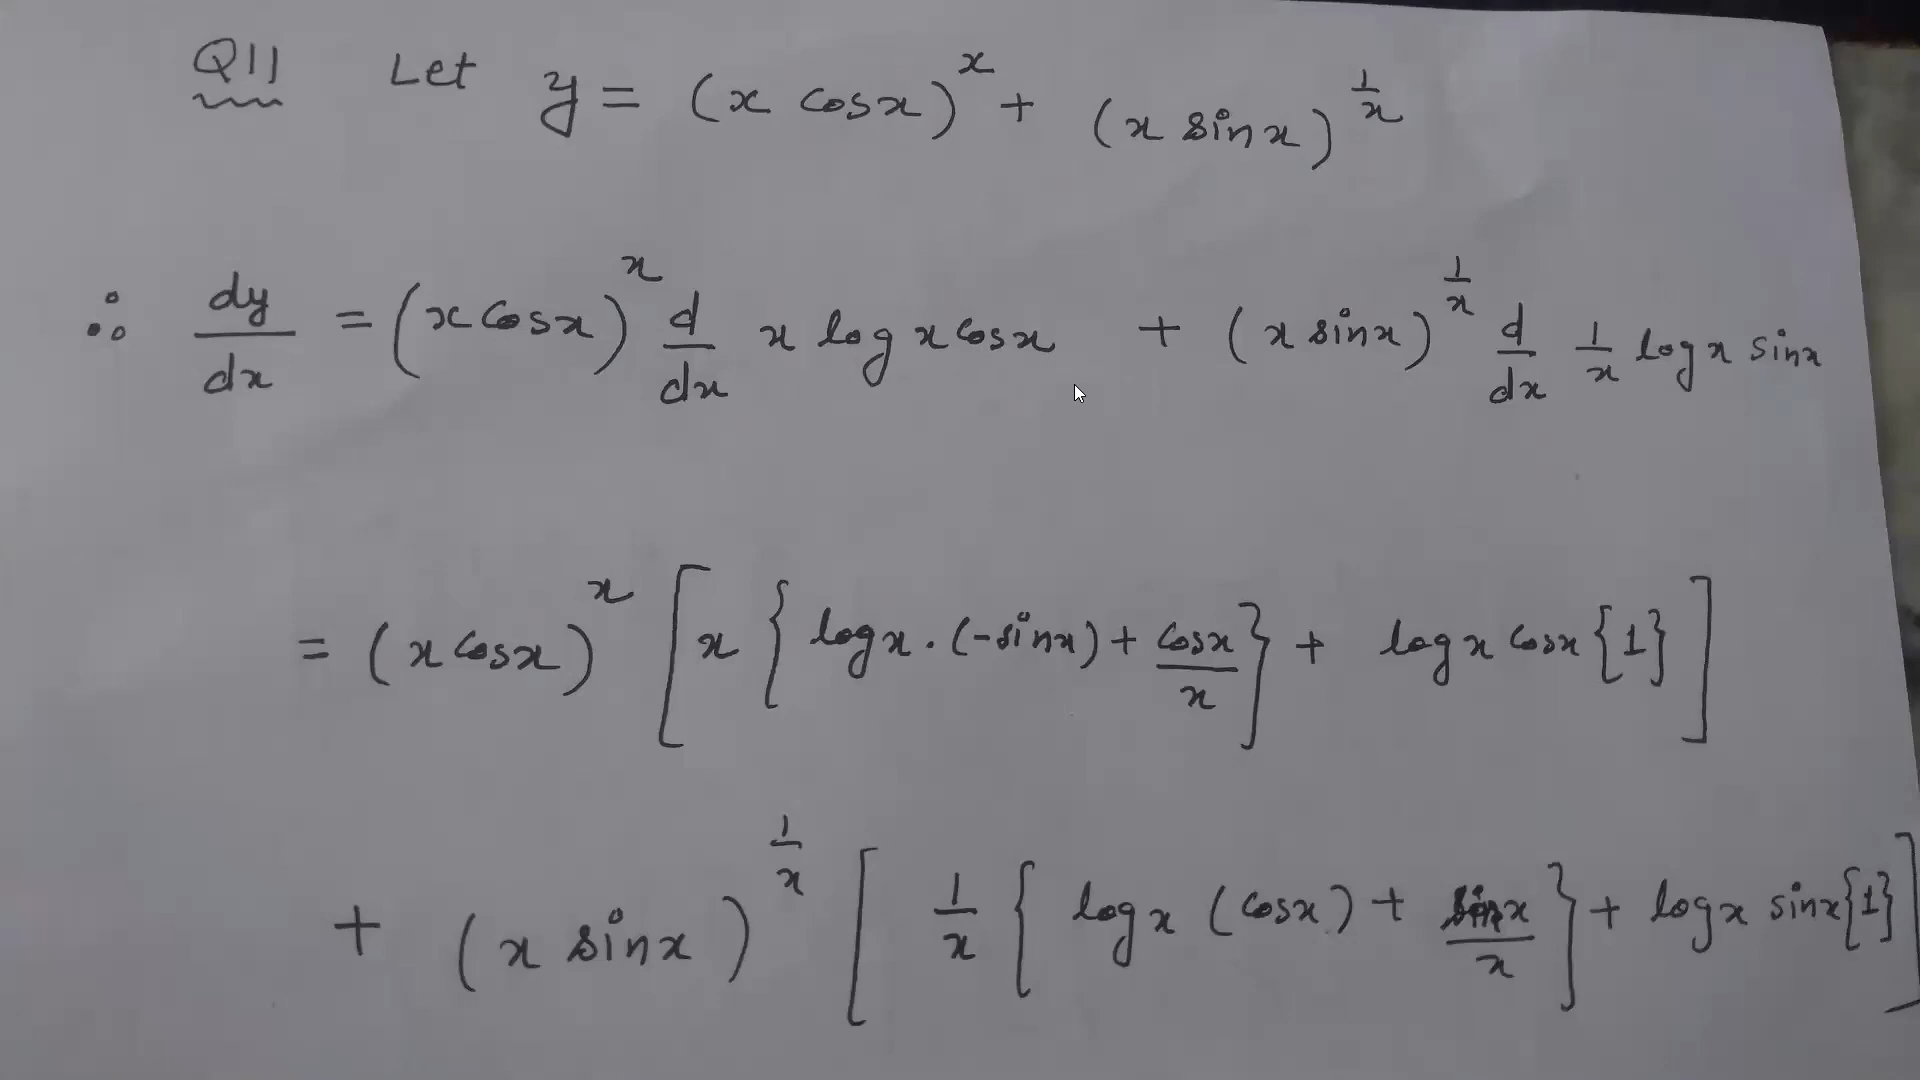 Q11 Let y = (x cosx)^x + (x sinx)^(1/x)
∴ dy/dx = (x cosx)^x d/dx x log x cosx + (x sinx)^(1/x) d/dx 1/x log x sinx
= (x cosx)^x [x { log x . (-sinx) + cosx/x } + log x cosx {1}]
+ (x sinx)^(1/x) [1/x { log x (cosx) + sinx/x } + log x sinx {1}]